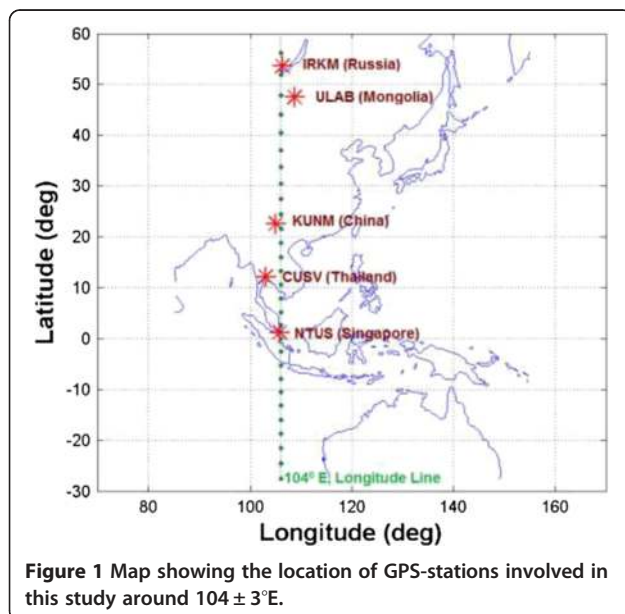 60
50
40
30
20
10
0
-10
-20
-30
Latitude (deg)
IRKM (Russia)
ULAB (Mongolia)
KUNM (China)
CUSV (Thailand)
NTUS (Singapore)
104⁰ E, Longitude Line
80 100 120 140 160
Longitude (deg)
Figure 1 Map showing the location of GPS-stations involved in
this study around 104 ± 3°E.